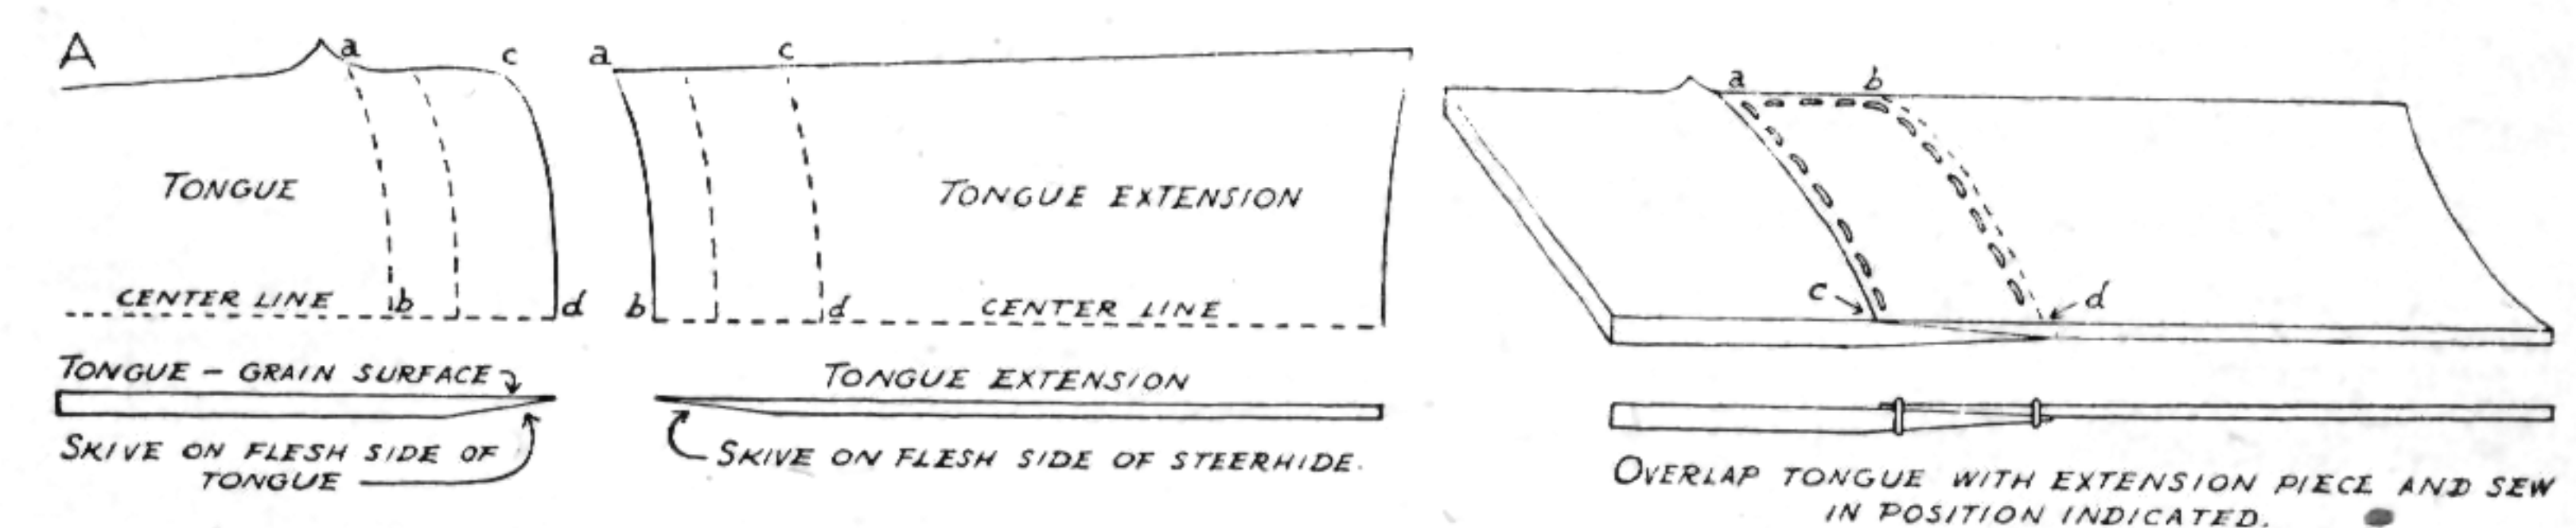 A
a
c
TONGUE
CENTER LINE
b
d
TONGUE - GRAIN SURFACE
SKIVE ON FLESH SIDE OF
TONGUE
a
c
TONGUE EXTENSION
b
d
CENTER LINE
TONGUE EXTENSION
SKIVE ON FLESH SIDE OF STEERHIDE.
a
b
c
d
OVERLAP TONGUE WITH EXTENSION PIECE AND SEW
IN POSITION INDICATED.